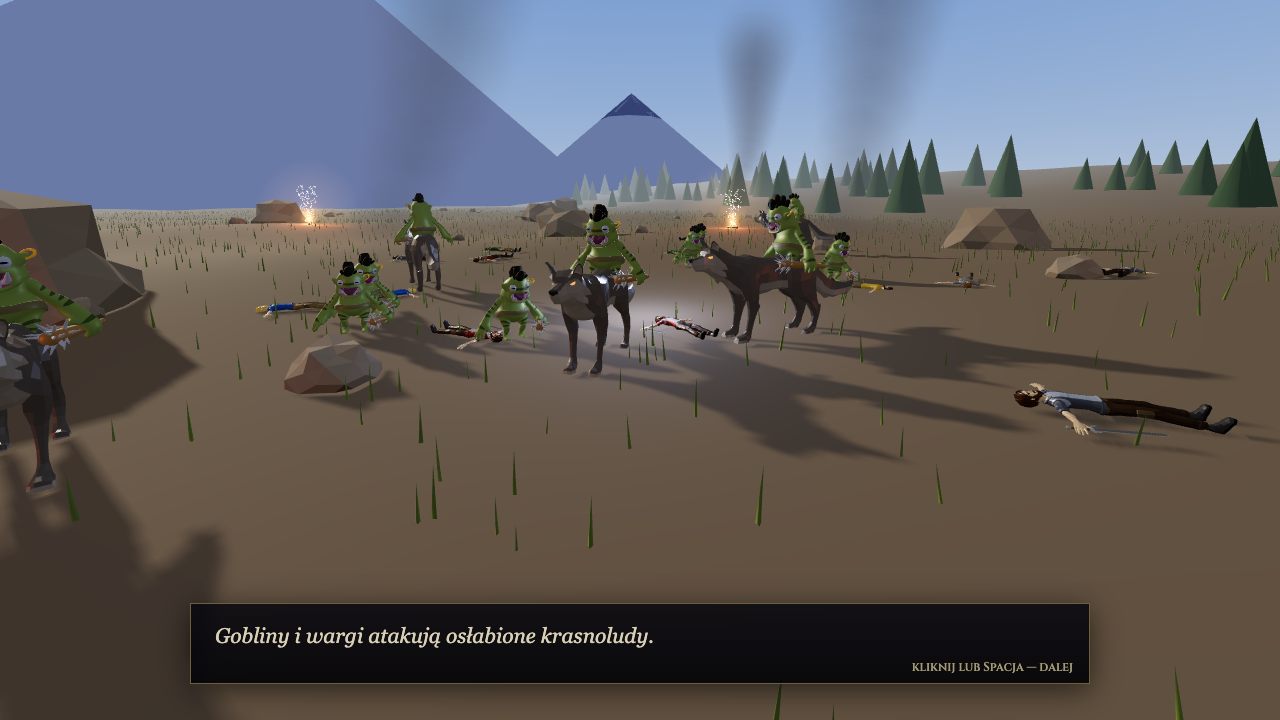 Gobliny i wargi atakują osłabione krasnoludy.
KLIKNIJ LUB SPACJA — DALEJ